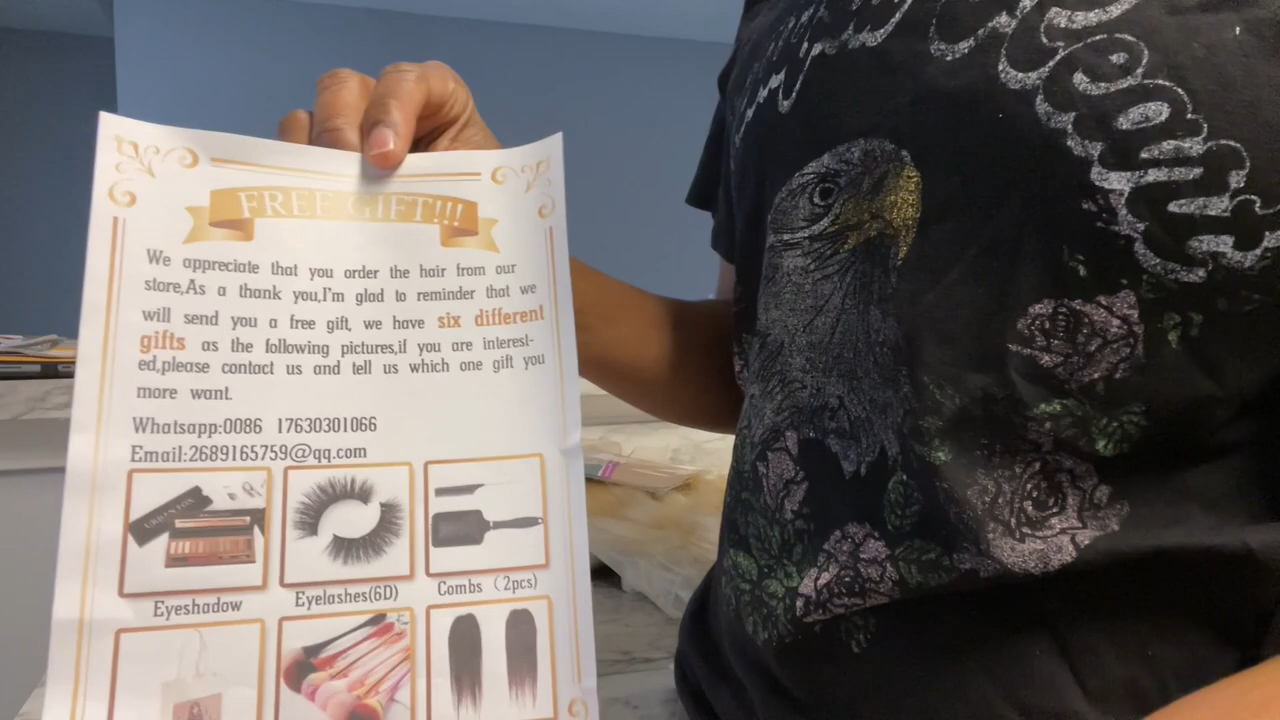 FREE GIFT!!!
We appreciate that you order the hair from our
store,As a thank you,I'm glad to reminder that we
will send you a free gift, we have six different
gifts as the following pictures,if you are interest-
ed,please contact us and tell us which one gift you
more want.
Whatsapp:0086 17630301066
Email:2689165759@qq.com
Eyeshadow
Eyelashes(6D)
Combs (2pcs)